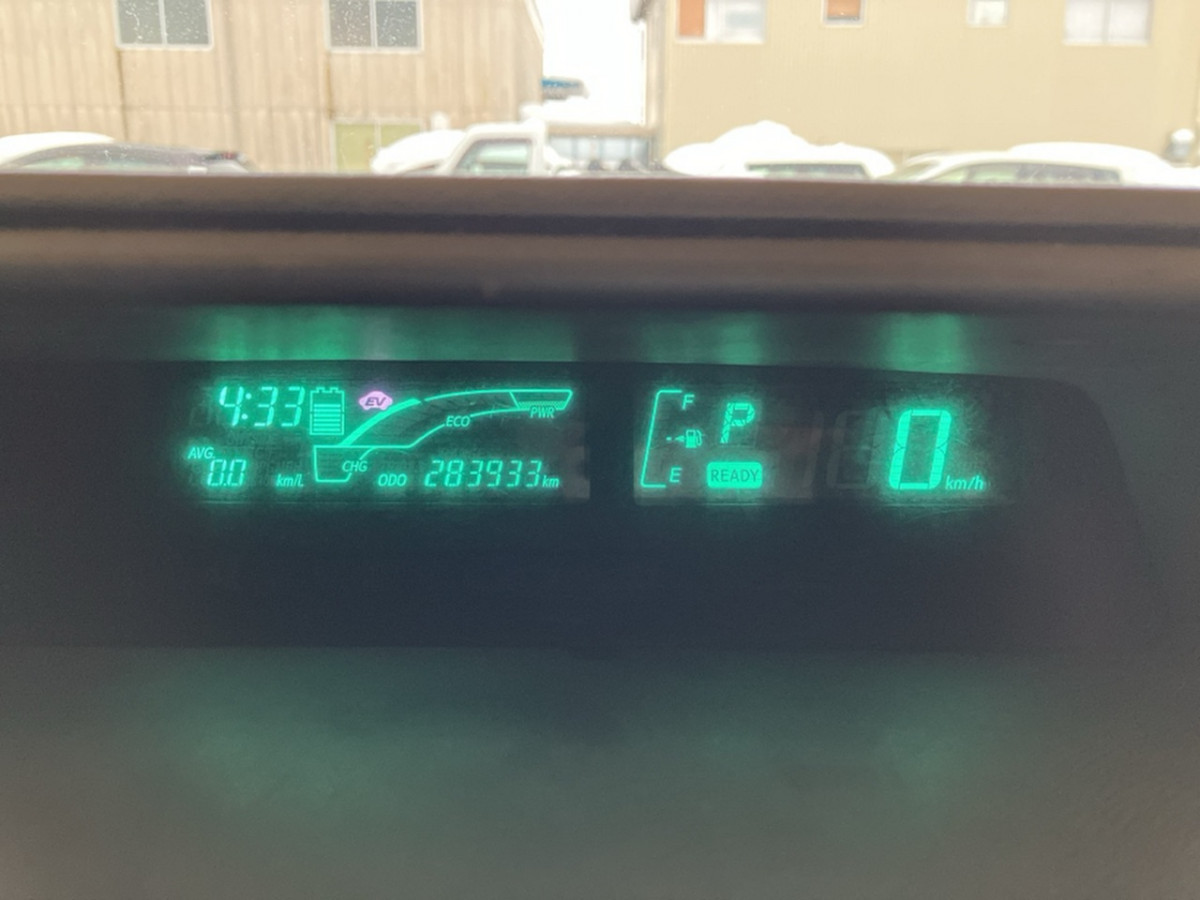 4:33 EV
ECO PWR
AVG. 0.0 km/L CHG ODO 283933 km
F P
E READY
0 km/h